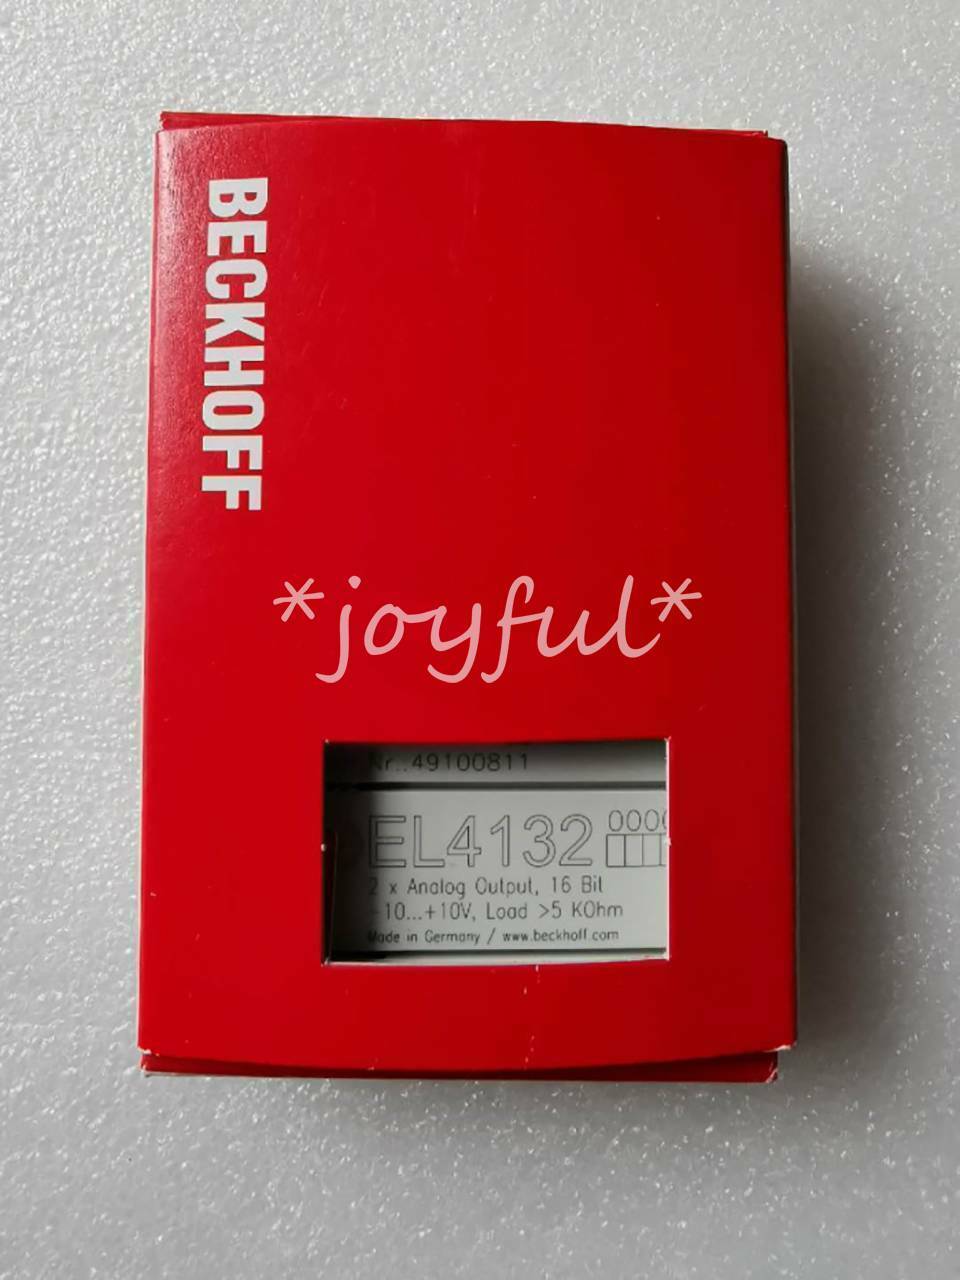 BECKHOFF
*joyful*
Nr..49100811
EL4132
0000
2 x Analog Output, 16 Bit
-10...+10V, Load >5 KOhm
Made in Germany / www.beckhoff.com